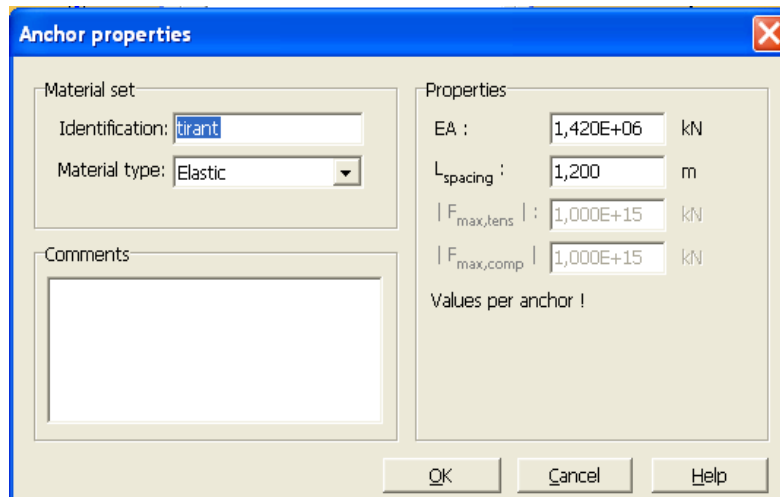 Anchor properties
Material set
Identification: tirant
Material type: Elastic
Comments
Properties
EA : 1,420E+06 kN
Lspacing : 1,200 m
|Fmax,tens| : 1,000E+15 kN
|Fmax,comp| 1,000E+15 kN
Values per anchor !
OK Cancel Help